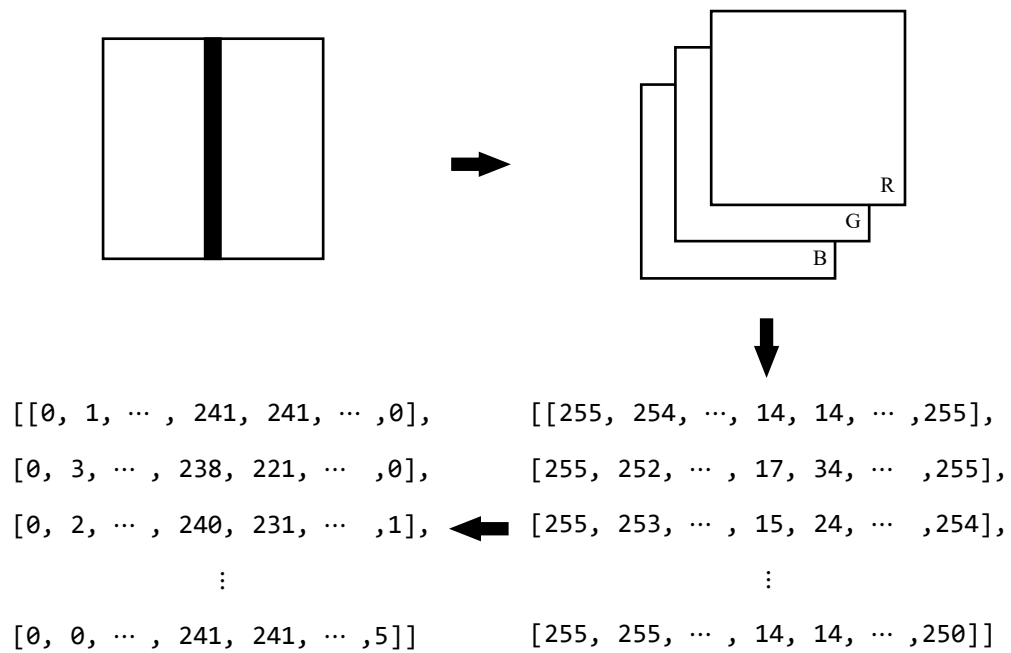 R
G
B
[[0, 1, ⋯ , 241, 241, ⋯ ,0],
[0, 3, ⋯ , 238, 221, ⋯ ,0],
[0, 2, ⋯ , 240, 231, ⋯ ,1],
⋮
[0, 0, ⋯ , 241, 241, ⋯ ,5]]
[[255, 254, ⋯, 14, 14, ⋯ ,255],
[255, 252, ⋯ , 17, 34, ⋯ ,255],
[255, 253, ⋯ , 15, 24, ⋯ ,254],
⋮
[255, 255, ⋯ , 14, 14, ⋯ ,250]]